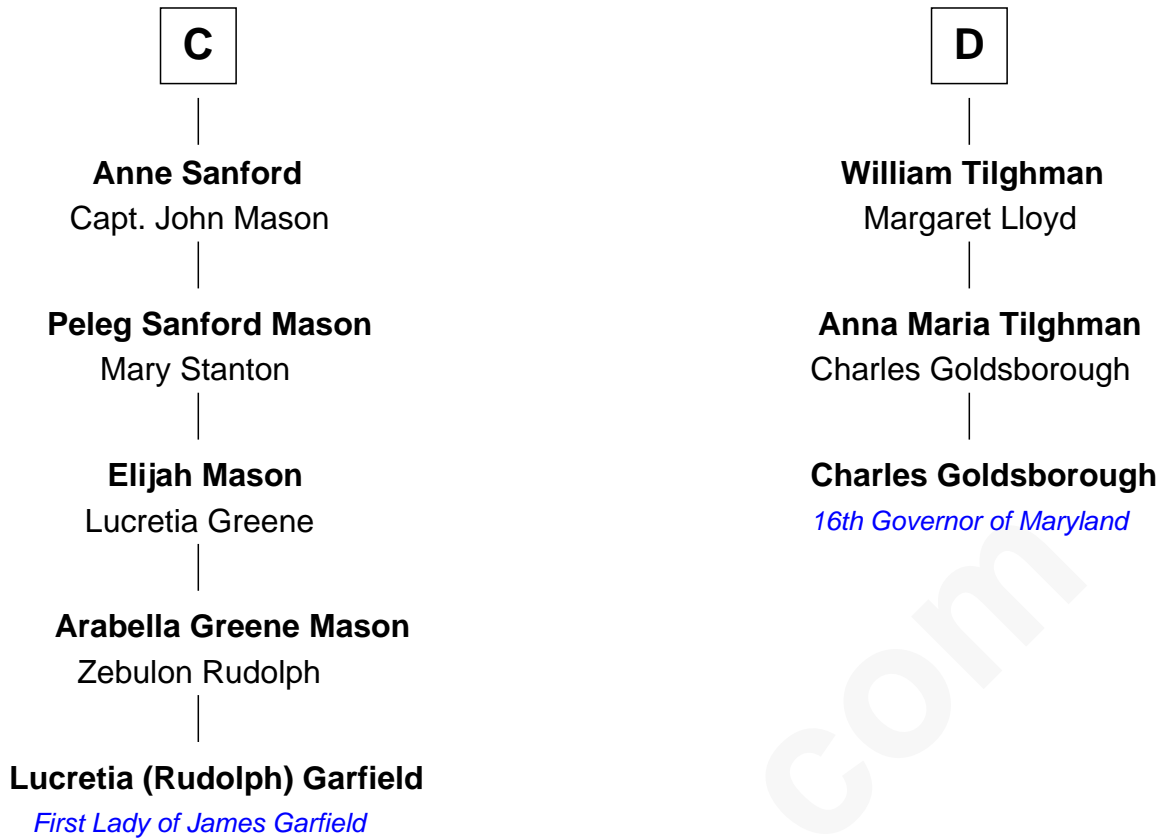 C
Anne Sanford
Capt. John Mason
Peleg Sanford Mason
Mary Stanton
Elijah Mason
Lucretia Greene
Arabella Greene Mason
Zebulon Rudolph
Lucretia (Rudolph) Garfield
First Lady of James Garfield
D
William Tilghman
Margaret Lloyd
Anna Maria Tilghman
Charles Goldsborough
Charles Goldsborough
16th Governor of Maryland
com